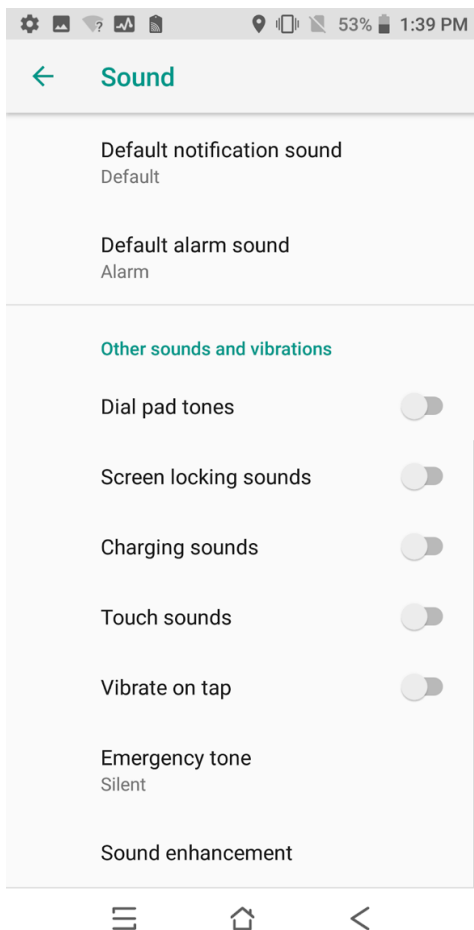 53% 1:39 PM
Sound
Default notification sound
Default
Default alarm sound
Alarm
Other sounds and vibrations
Dial pad tones
Screen locking sounds
Charging sounds
Touch sounds
Vibrate on tap
Emergency tone
Silent
Sound enhancement